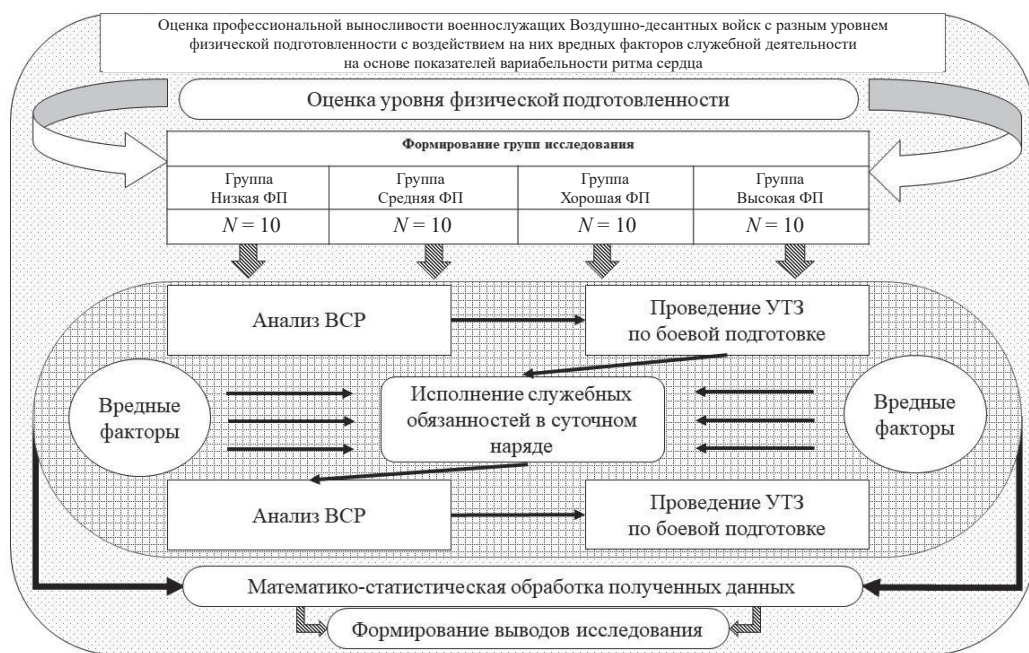 Оценка профессиональной выносливости военнослужащих Воздушно-десантных войск с разным уровнем
физической подготовленности с воздействием на них вредных факторов служебной деятельности
на основе показателей вариабельности ритма сердца
Оценка уровня физической подготовленности
Формирование групп исследования
Группа
Низкая ФП
Группа
Средняя ФП
Группа
Хорошая ФП
Группа
Высокая ФП
N = 10
N = 10
N = 10
N = 10
Анализ ВСР
Проведение УТЗ
по боевой подготовке
Вредные
факторы
Исполнение служебных
обязанностей в суточном
наряде
Вредные
факторы
Анализ ВСР
Проведение УТЗ
по боевой подготовке
Математико-статистическая обработка полученных данных
Формирование выводов исследования